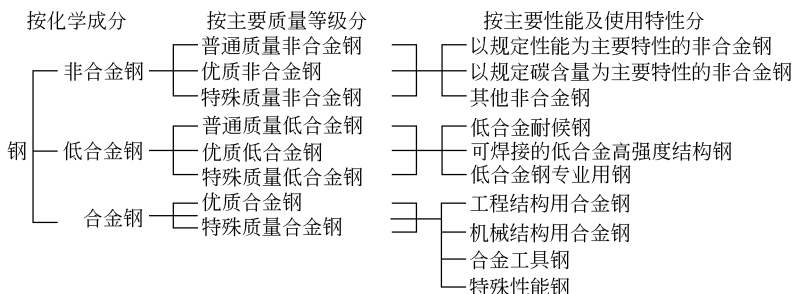 按化学成分 按主要质量等级分 按主要性能及使用特性分
普通质量非合金钢 以规定性能为主要特性的非合金钢
非合金钢 优质非合金钢 以规定碳含量为主要特性的非合金钢
特殊质量非合金钢 其他非合金钢
普通质量低合金钢 低合金耐候钢
钢 低合金钢 优质低合金钢 可焊接的低合金高强度结构钢
特殊质量低合金钢 低合金钢专业用钢
优质合金钢 工程结构用合金钢
合金钢 特殊质量合金钢 机械结构用合金钢
合金工具钢
特殊性能钢